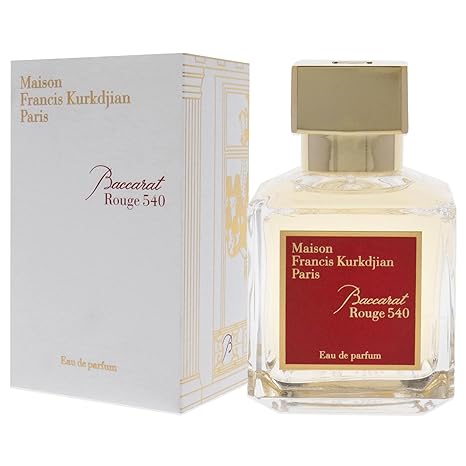 Maison
Francis Kurkdjian
Paris
Baccarat
Rouge 540
Eau de parfum
B
Maison
Francis Kurkdjian
Paris
Baccarat
Rouge 540
Eau de parfum